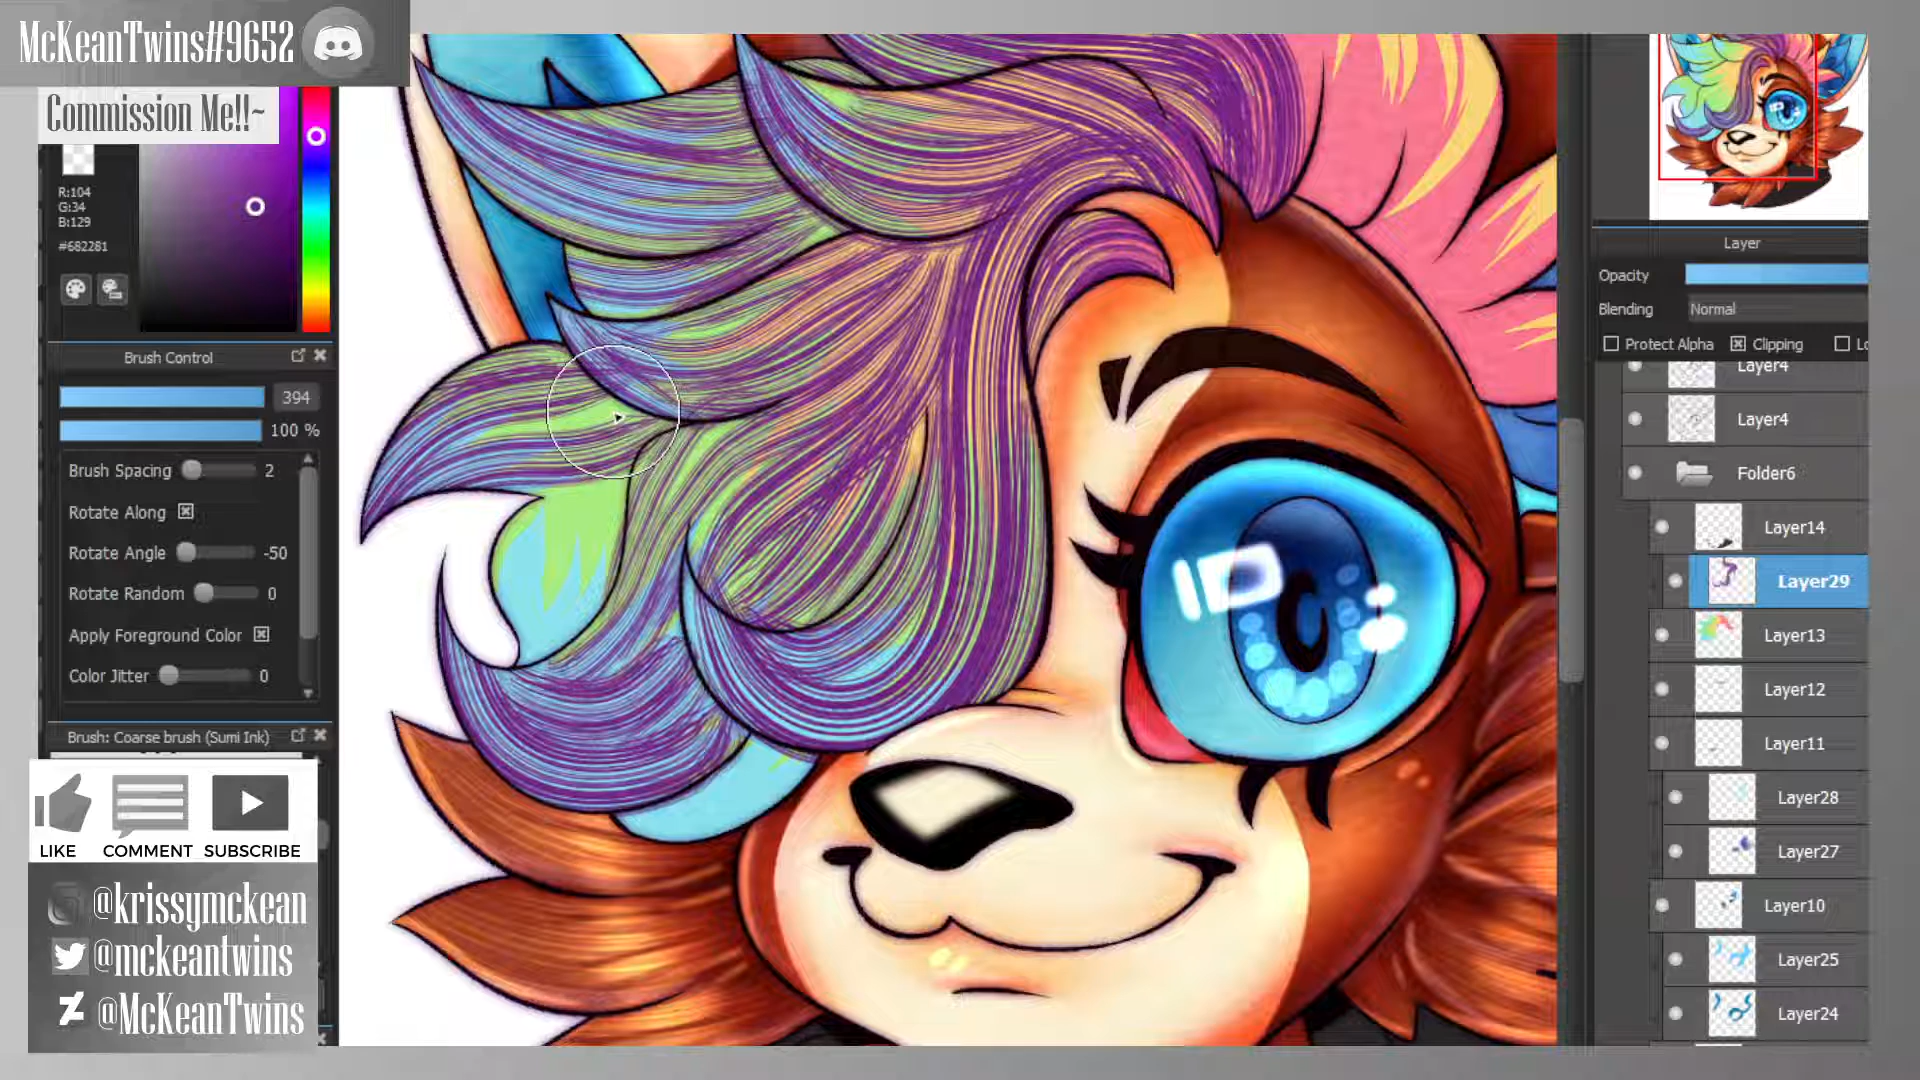 McKeanTwins#9652
Commission Me!!~
R:104
G:34
B:129
#682281
Brush Control
394
100 %
Brush Spacing 2
Rotate Along
Rotate Angle -50
Rotate Random 0
Apply Foreground Color
Color Jitter 0
Brush: Coarse brush (Sumi Ink)
LIKE COMMENT SUBSCRIBE
@krissymckean
@mckeantwins
@McKeanTwins
Layer
Opacity
Blending Normal
Protect Alpha Clipping Lo
Layer4
Layer4
Folder6
Layer14
Layer29
Layer13
Layer12
Layer11
Layer28
Layer27
Layer10
Layer25
Layer24